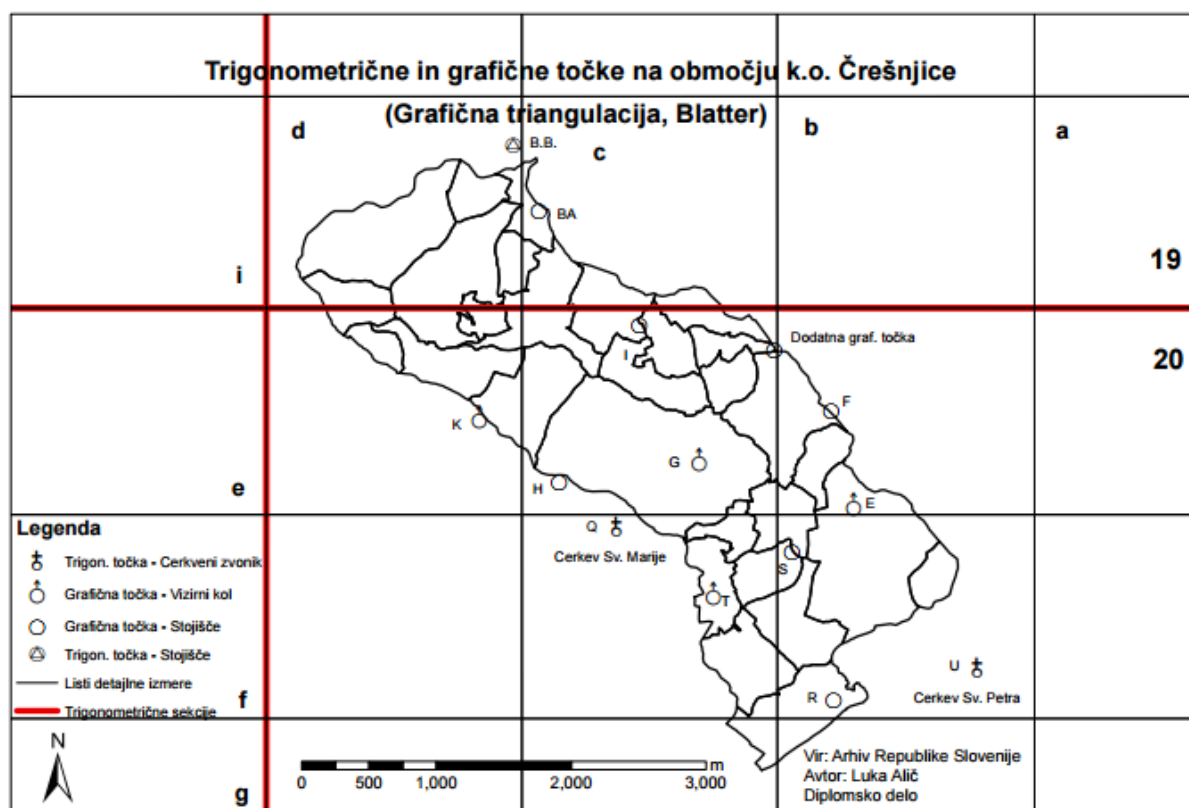 Trigonometrične in grafične točke na območju k.o. Črešnjice
(Grafična triangulacija, Blatter)
d
c
b
a
B.B.
BA
i
19
I
Dodatna graf. točka
20
F
K
G
H
E
e
Q
Cerkev Sv. Marije
S
T
U
Cerkev Sv. Petra
R
Legenda
Trigon. točka - Cerkveni zvonik
Grafična točka - Vizirni kol
Grafična točka - Stojišče
Trigon. točka - Stojišče
Listi detajlne izmere
Trigonometrične sekcije
f
N
g
0 500 1,000 2,000 3,000
m
Vir: Arhiv Republike Slovenije
Avtor: Luka Alič
Diplomsko delo